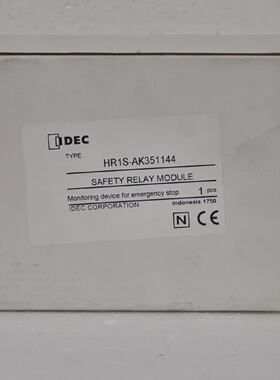 IDEC
TYPE
HR1S-AK351144
SAFETY RELAY MODULE
Monitoring device for emergency stop 1 pcs
IDEC CORPORATION Indonesia 1750
N CE